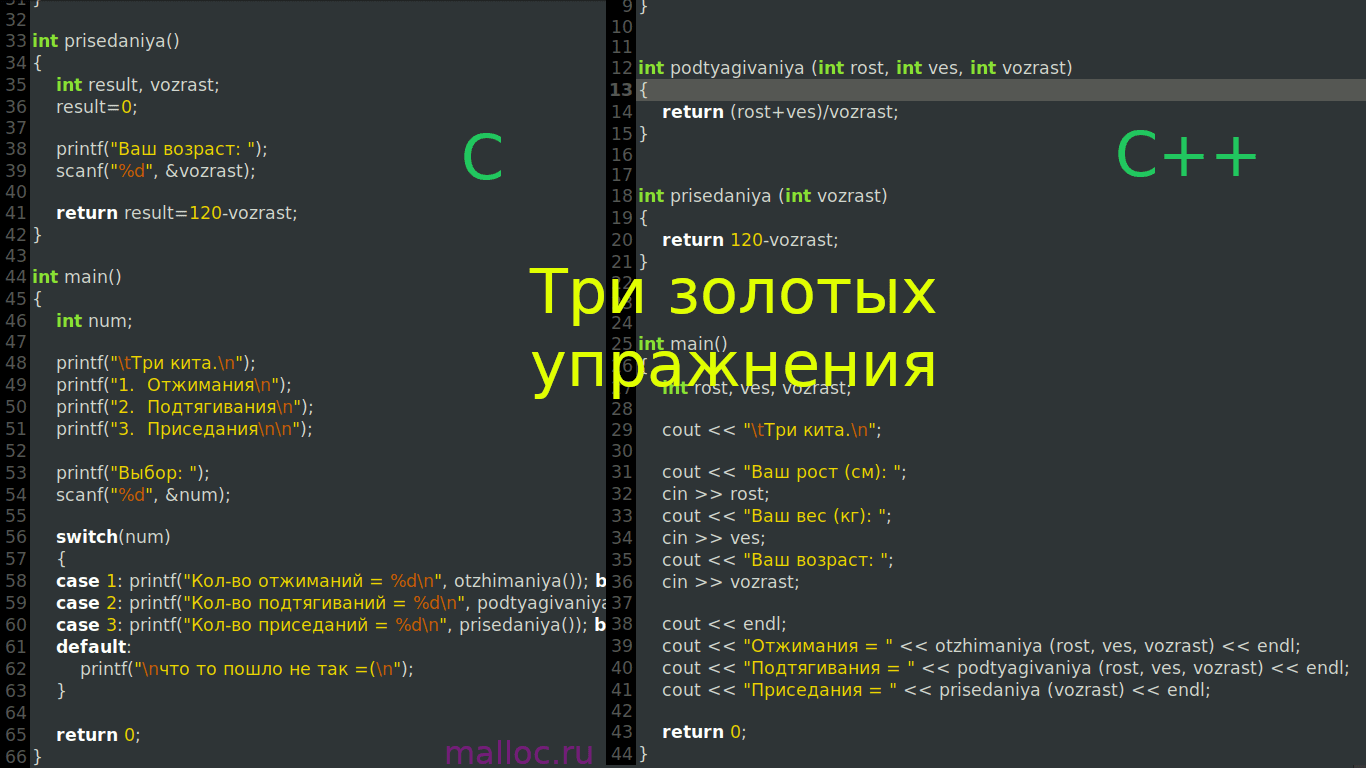 31 }
32
33 int prisedaniya()
34 {
35 int result, vozrast;
36 result=0;
37
38 printf("Ваш возраст: ");
39 scanf("%d", &vozrast);
40
41 return result=120-vozrast;
42 }
43
44 int main()
45 {
46 int num;
47
48 printf("\tТри кита.\n");
49 printf("1.  Отжимания\n");
50 printf("2.  Подтягивания\n");
51 printf("3.  Приседания\n\n");
52
53 printf("Выбор: ");
54 scanf("%d", &num);
55
56 switch(num)
57 {
58 case 1: printf("Кол-во отжиманий = %d\n", otzhimaniya()); b
59 case 2: printf("Кол-во подтягиваний = %d\n", podtyagivaniya
60 case 3: printf("Кол-во приседаний = %d\n", prisedaniya()); b
61 default:
62 printf("\nчто то пошло не так =(\n");
63 }
64
65 return 0;
66 }
C
malloc.ru
Три золотых
упражнения
9 }
10
11
12 int podtyagivaniya (int rost, int ves, int vozrast)
13 {
14 return (rost+ves)/vozrast;
15 }
16
17
18 int prisedaniya (int vozrast)
19 {
20 return 120-vozrast;
21 }
24
25 int main()
{
int rost, ves, vozrast;
28
29 cout << "\tТри кита.\n";
30
31 cout << "Ваш рост (см): ";
32 cin >> rost;
33 cout << "Ваш вес (кг): ";
34 cin >> ves;
35 cout << "Ваш возраст: ";
36 cin >> vozrast;
37
38 cout << endl;
39 cout << "Отжимания = " << otzhimaniya (rost, ves, vozrast) << endl;
40 cout << "Подтягивания = " << podtyagivaniya (rost, ves, vozrast) << endl;
41 cout << "Приседания = " << prisedaniya (vozrast) << endl;
42
43 return 0;
44 }
C++